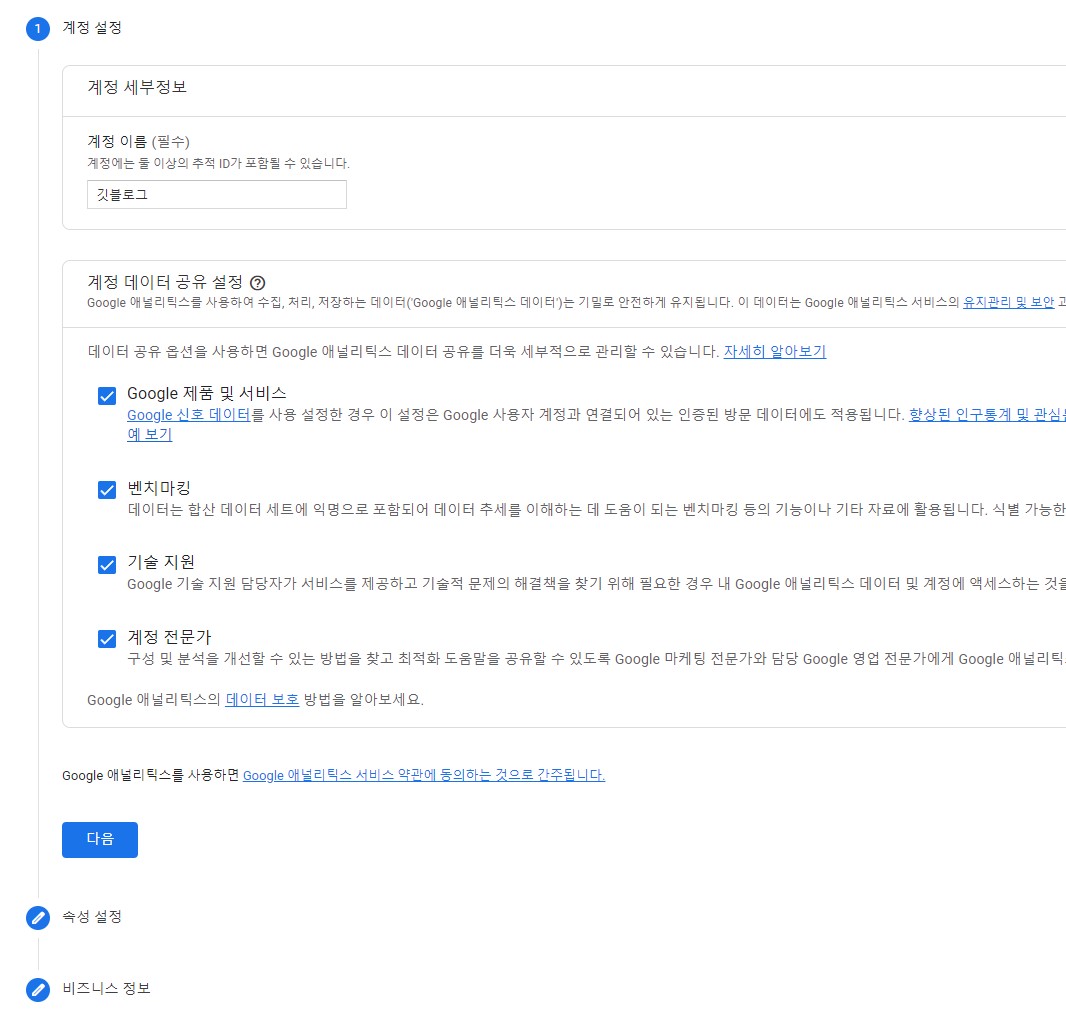 1 계정 설정
계정 세부정보
계정 이름 (필수)
계정에는 둘 이상의 추적 ID가 포함될 수 있습니다.
깃블로그
계정 데이터 공유 설정 ?
Google 애널리틱스를 사용하여 수집, 처리, 저장하는 데이터('Google 애널리틱스 데이터')는 기밀로 안전하게 유지됩니다. 이 데이터는 Google 애널리틱스 서비스의 유지관리 및 보안 과
데이터 공유 옵션을 사용하면 Google 애널리틱스 데이터 공유를 더욱 세부적으로 관리할 수 있습니다. 자세히 알아보기
Google 제품 및 서비스
Google 신호 데이터를 사용 설정한 경우 이 설정은 Google 사용자 계정과 연결되어 있는 인증된 방문 데이터에도 적용됩니다. 향상된 인구통계 및 관심
예 보기
벤치마킹
데이터는 합산 데이터 세트에 익명으로 포함되어 데이터 추세를 이해하는 데 도움이 되는 벤치마킹 등의 기능이나 기타 자료에 활용됩니다. 식별 가능한
기술 지원
Google 기술 지원 담당자가 서비스를 제공하고 기술적 문제의 해결책을 찾기 위해 필요한 경우 내 Google 애널리틱스 데이터 및 계정에 액세스하는 것을
계정 전문가
구성 및 분석을 개선할 수 있는 방법을 찾고 최적화 도움말을 공유할 수 있도록 Google 마케팅 전문가와 담당 Google 영업 전문가에게 Google 애널리틱
Google 애널리틱스의 데이터 보호 방법을 알아보세요.
Google 애널리틱스를 사용하면 Google 애널리틱스 서비스 약관에 동의하는 것으로 간주됩니다.
다음
속성 설정
비즈니스 정보